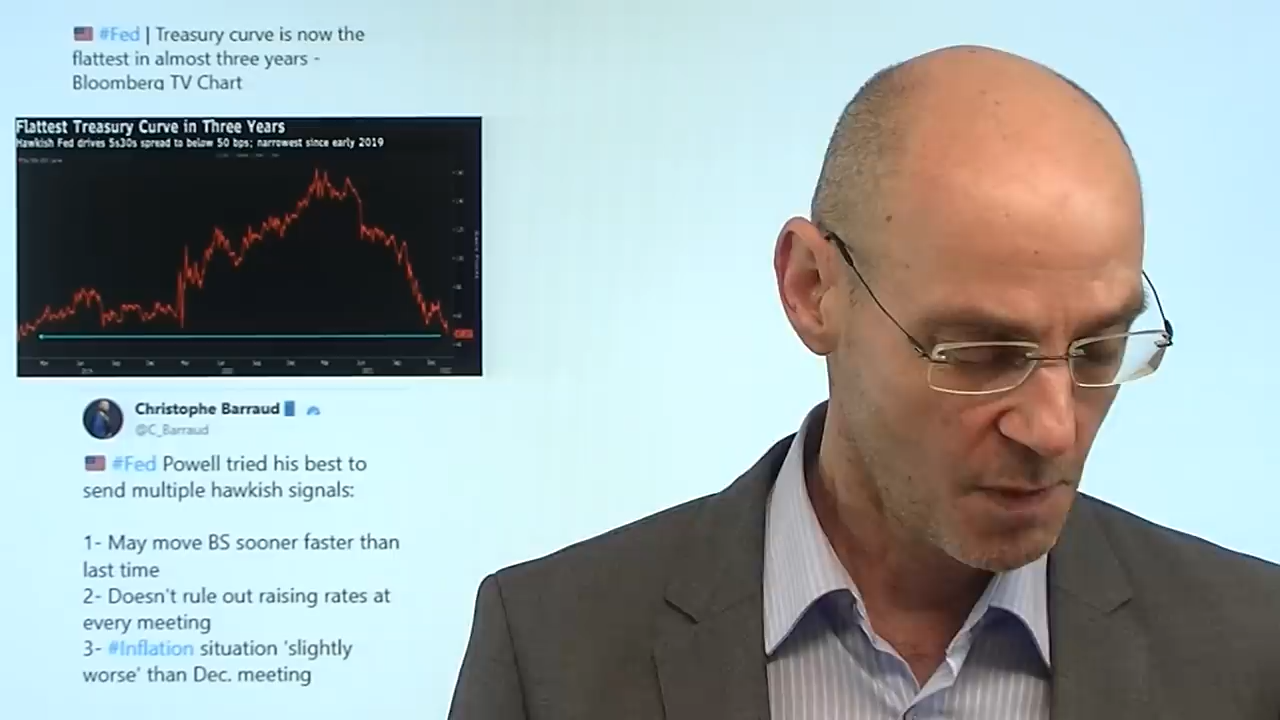 #Fed | Treasury curve is now the
flattest in almost three years -
Bloomberg TV Chart
Flattest Treasury Curve in Three Years
Hawkish Fed drives 5s30s spread to below 50 bps; narrowest since early 2019
Christophe Barraud
@C_Barraud
#Fed Powell tried his best to
send multiple hawkish signals:
1- May move BS sooner faster than
last time
2- Doesn't rule out raising rates at
every meeting
3- #Inflation situation 'slightly
worse' than Dec. meeting